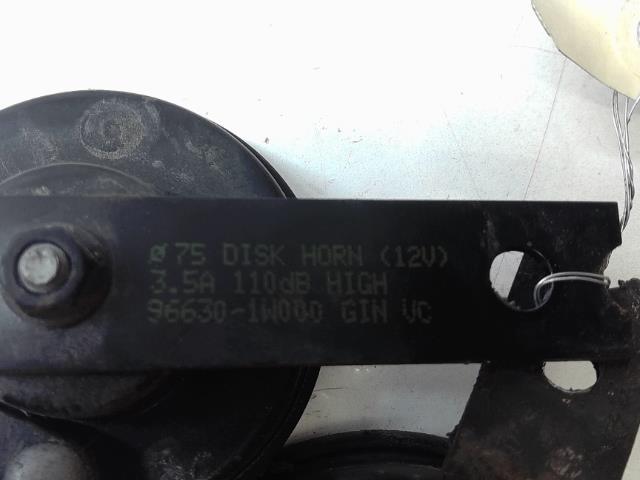 ø75 DISK HORN (12V)
3.5A 110dB HIGH
96630-1W000 GIN VC